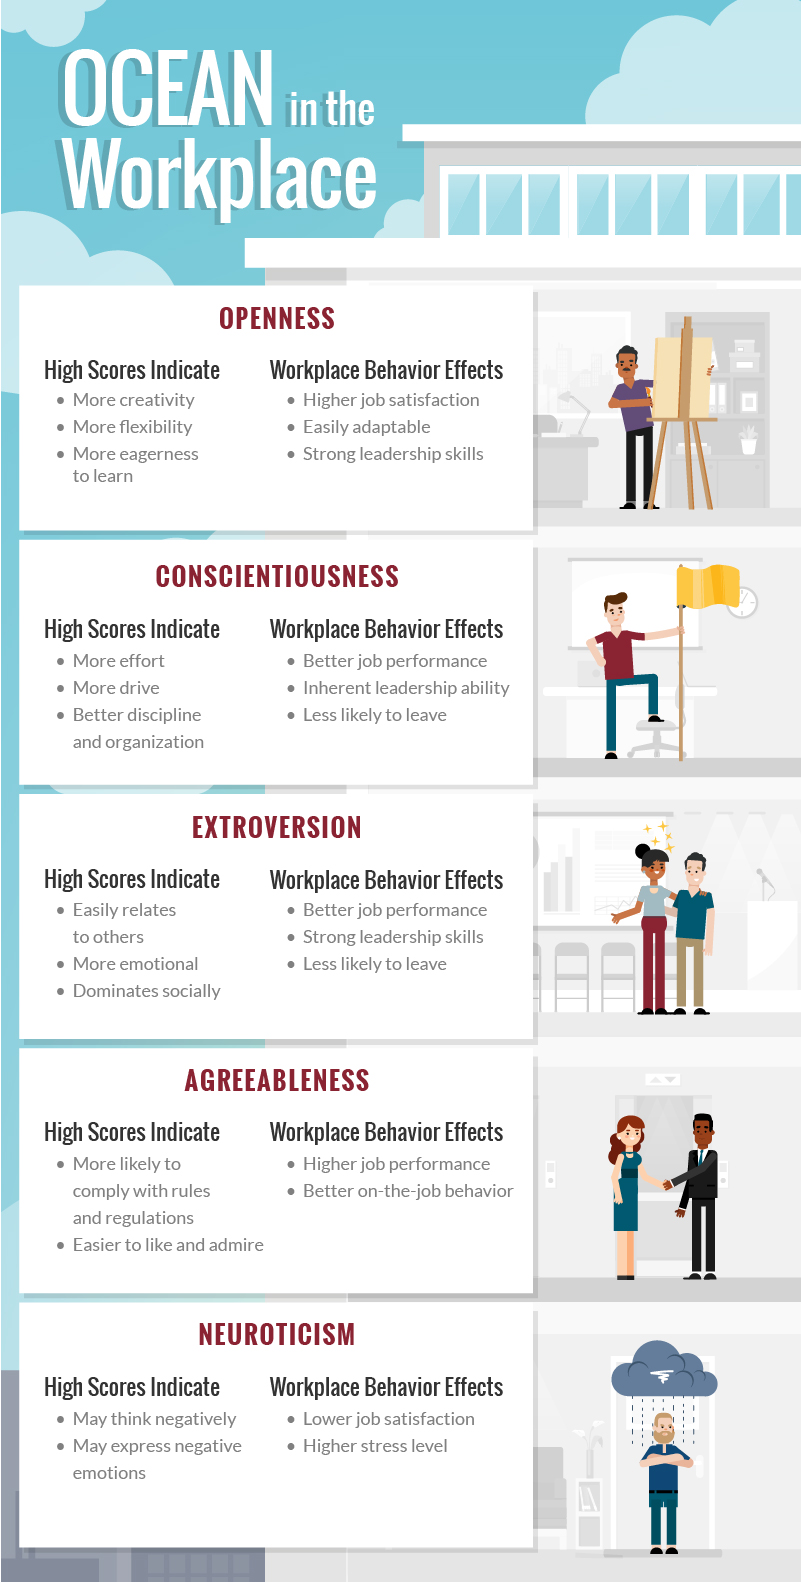 OCEAN in the
Workplace
OPENNESS
High Scores Indicate
• More creativity
• More flexibility
• More eagerness
to learn
Workplace Behavior Effects
• Higher job satisfaction
• Easily adaptable
• Strong leadership skills
CONSCIENTIOUSNESS
High Scores Indicate
• More effort
• More drive
• Better discipline
and organization
Workplace Behavior Effects
• Better job performance
• Inherent leadership ability
• Less likely to leave
EXTROVERSION
High Scores Indicate
• Easily relates
to others
• More emotional
• Dominates socially
Workplace Behavior Effects
• Better job performance
• Strong leadership skills
• Less likely to leave
AGREEABLENESS
High Scores Indicate
• More likely to
comply with rules
and regulations
• Easier to like and admire
Workplace Behavior Effects
• Higher job performance
• Better on-the-job behavior
NEUROTICISM
High Scores Indicate
• May think negatively
• May express negative
emotions
Workplace Behavior Effects
• Lower job satisfaction
• Higher stress level